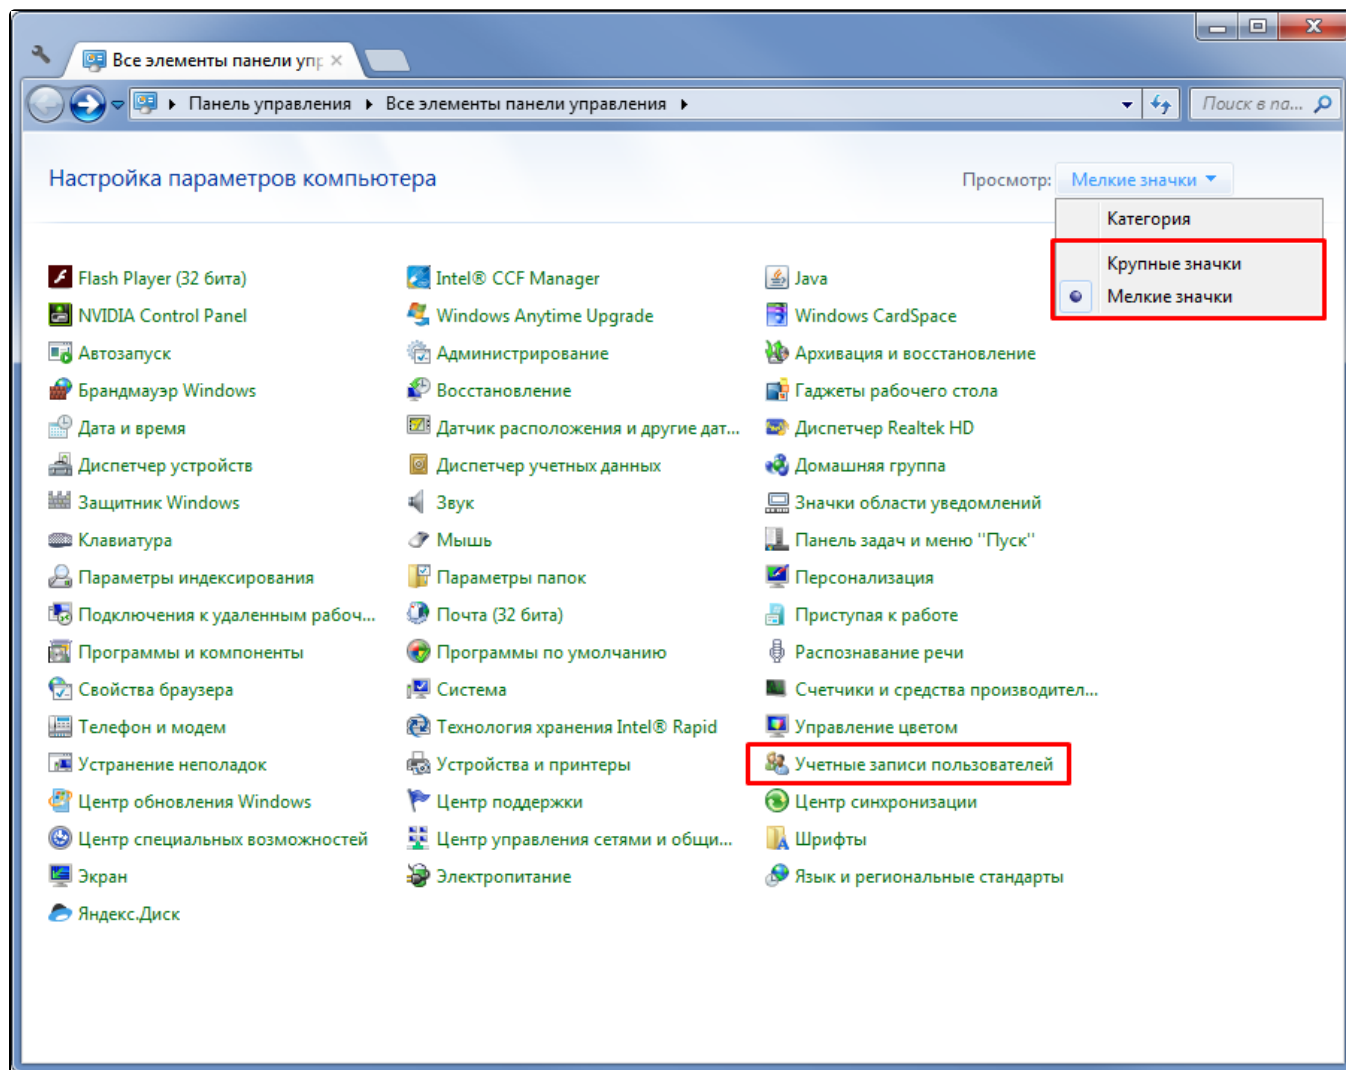 Все элементы панели упр
Панель управления Все элементы панели управления Поиск в па...
Настройка параметров компьютера
Просмотр: Мелкие значки
Категория
Крупные значки
Мелкие значки
Flash Player (32 бита) Intel® CCF Manager Java
NVIDIA Control Panel Windows Anytime Upgrade Windows CardSpace
Автозапуск Администрирование Архивация и восстановление
Брандмауэр Windows Восстановление Гаджеты рабочего стола
Дата и время Датчик расположения и другие дат... Диспетчер Realtek HD
Диспетчер устройств Диспетчер учетных данных Домашняя группа
Защитник Windows Звук Значки области уведомлений
Клавиатура Мышь Панель задач и меню "Пуск"
Параметры индексирования Параметры папок Персонализация
Подключения к удаленным рабоч... Почта (32 бита) Приступая к работе
Программы и компоненты Программы по умолчанию Распознавание речи
Свойства браузера Система Счетчики и средства производител...
Телефон и модем Технология хранения Intel® Rapid Управление цветом
Устранение неполадок Устройства и принтеры Учетные записи пользователей
Центр обновления Windows Центр поддержки Центр синхронизации
Центр специальных возможностей Центр управления сетями и общи... Шрифты
Экран Электропитание Язык и региональные стандарты
Яндекс.Диск